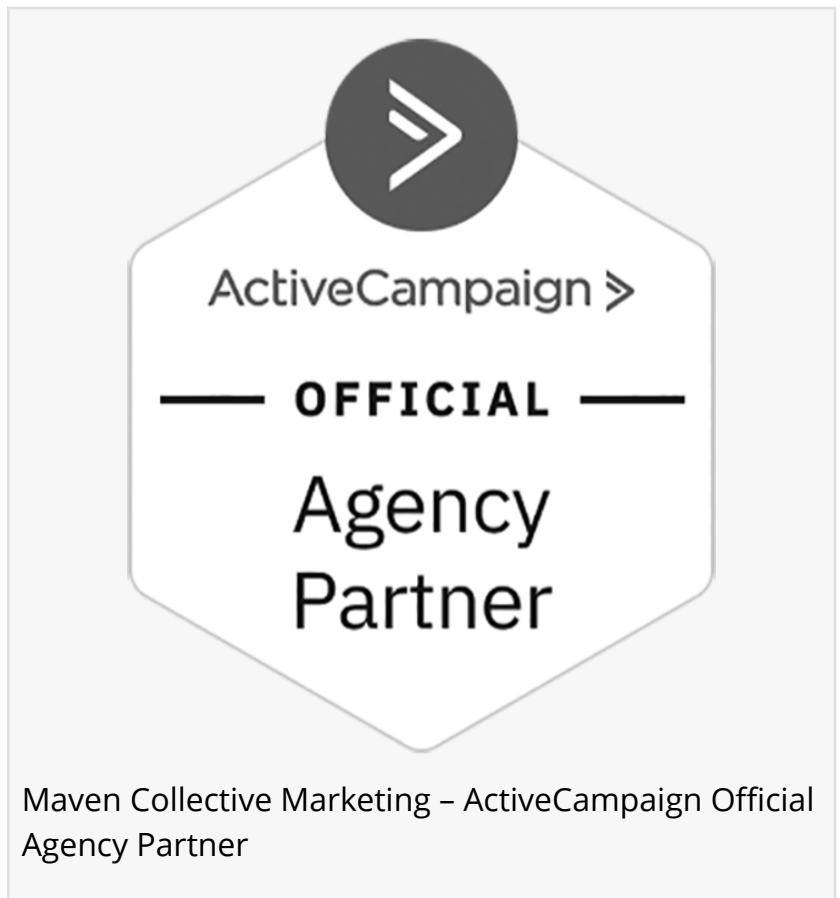 ActiveCampaign
OFFICIAL
Agency
Partner
Maven Collective Marketing – ActiveCampaign Official
Agency Partner